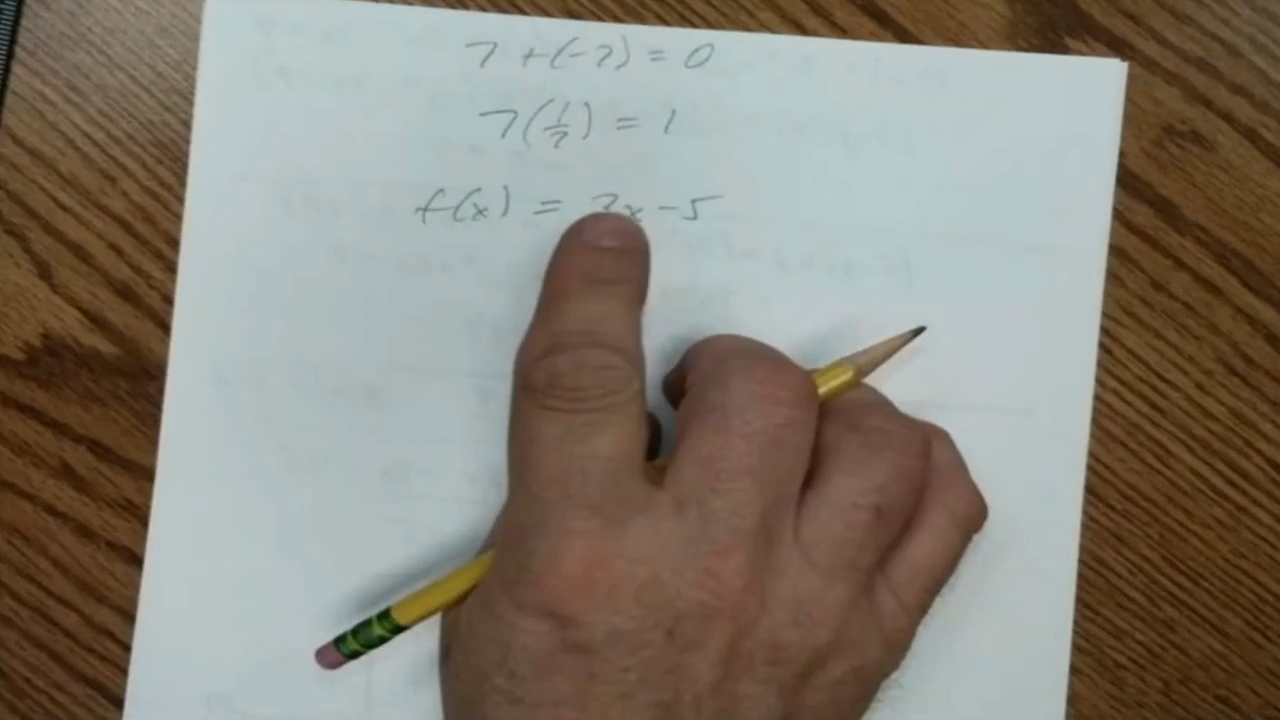 7 + (-7) = 0
7(1/7) = 1
f(x) = 3x - 5